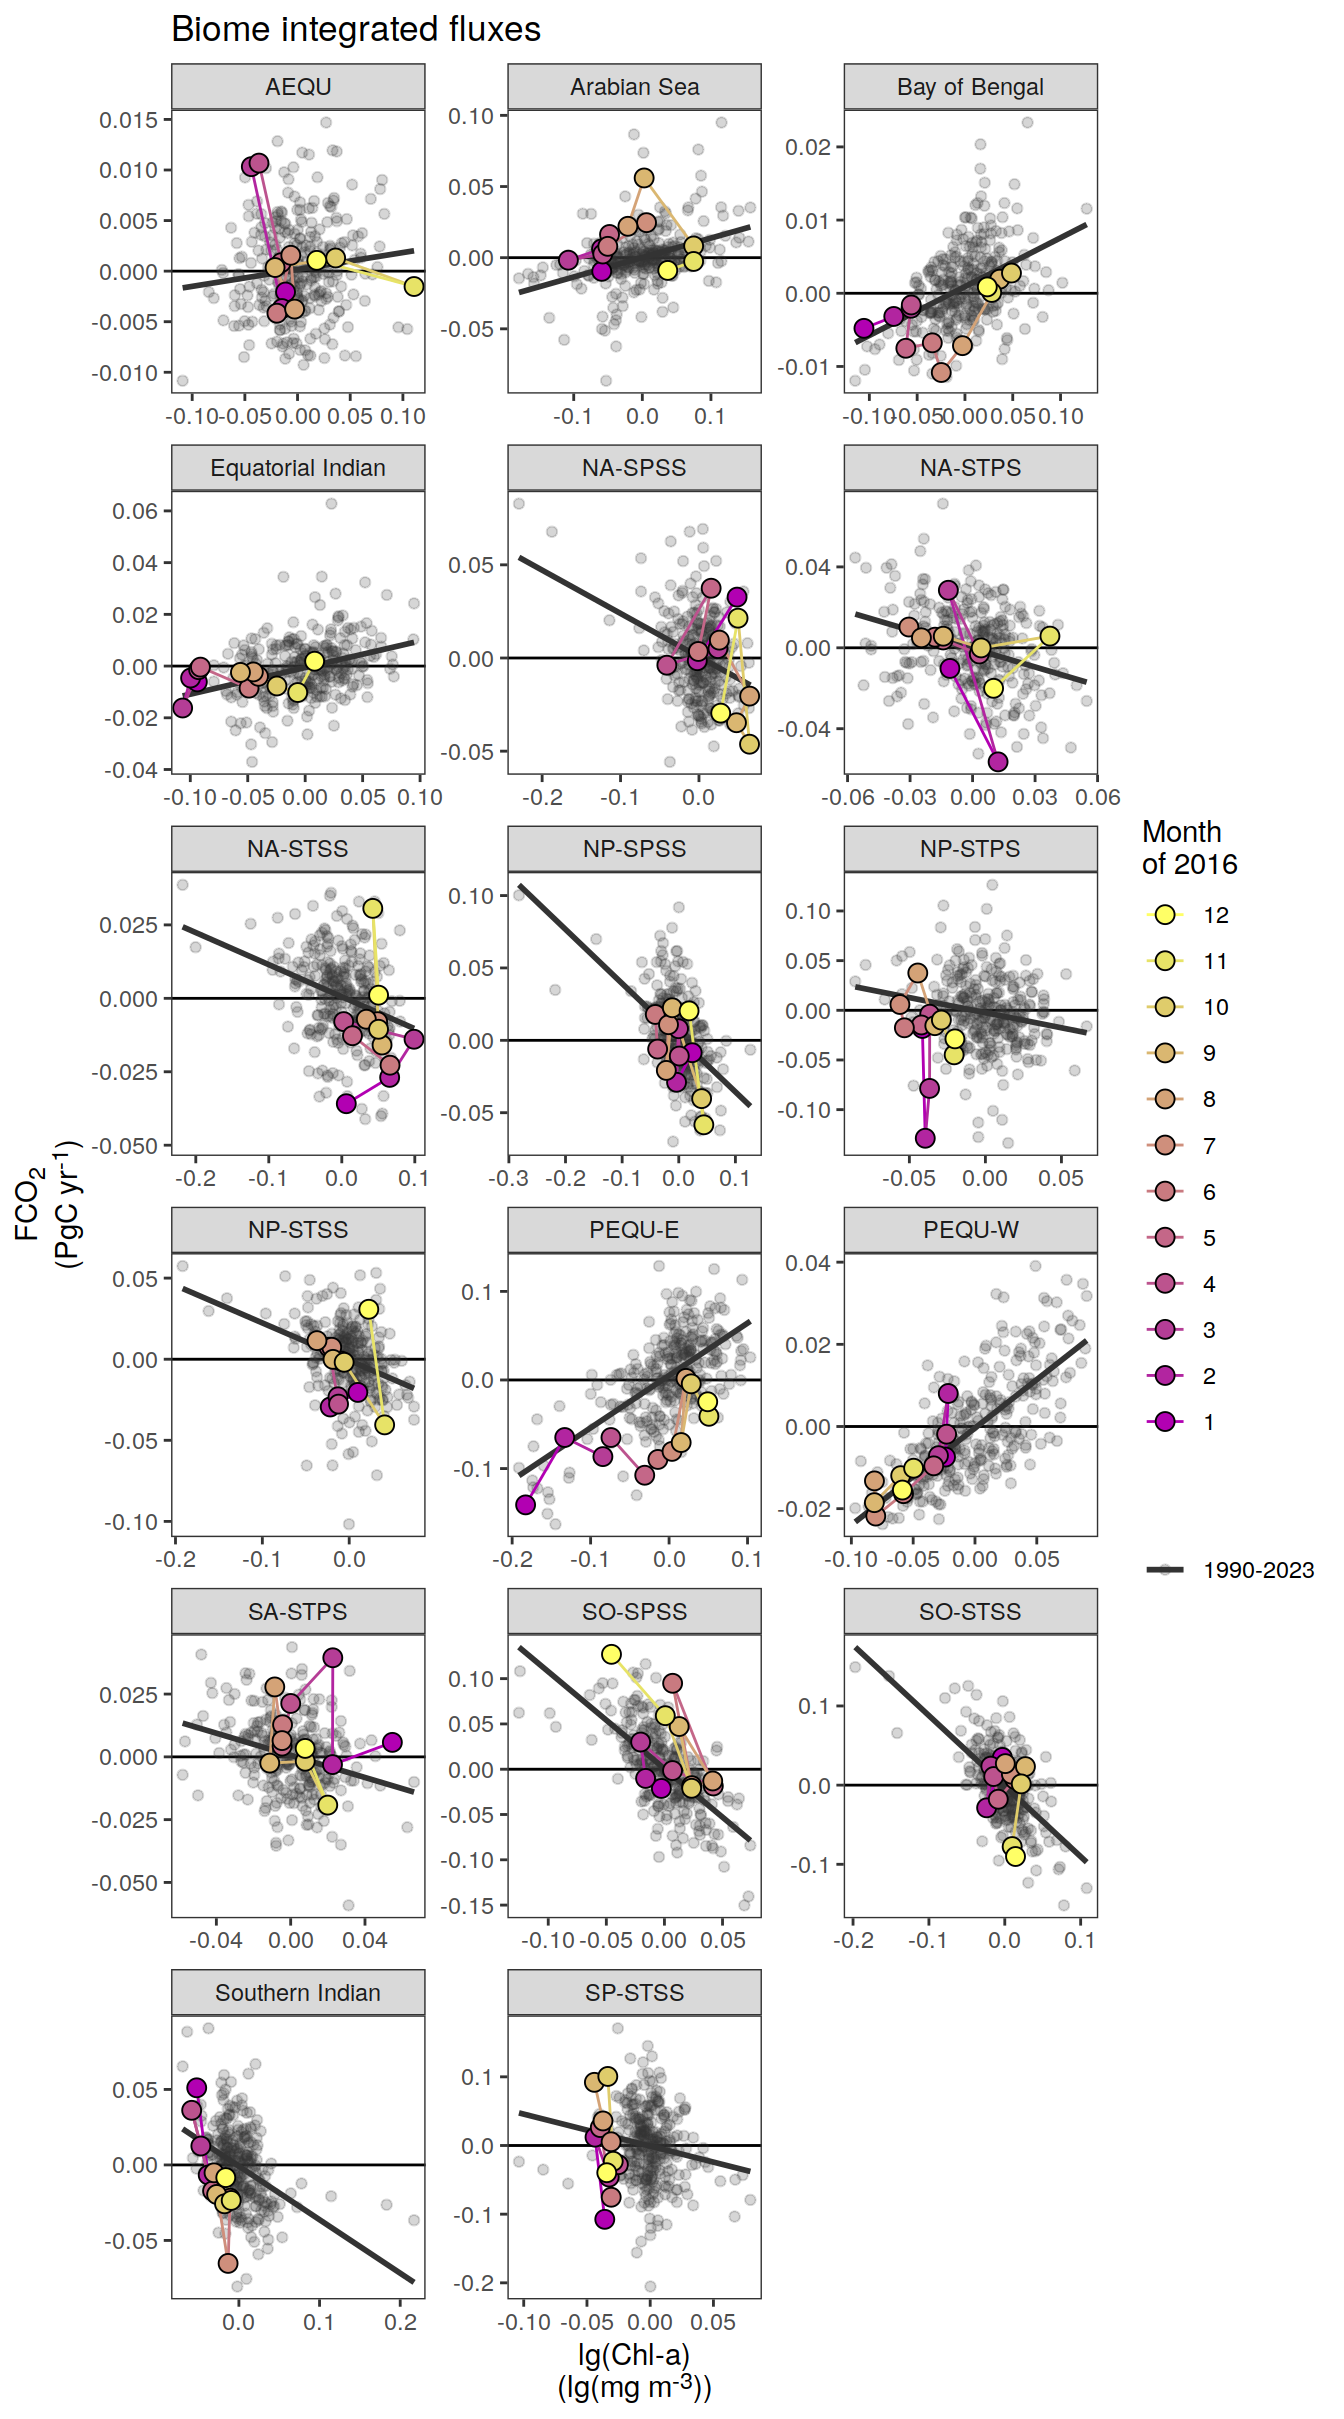 Biome integrated fluxes
AEQU Arabian Sea Bay of Bengal
0.015 0.010 0.005 0.000 -0.005 -0.010
0.10 0.05 0.00 -0.05
0.02 0.01 0.00 -0.01
-0.10 -0.05 0.00 0.05 0.10
-0.1 0.0 0.1
-0.10 -0.05 0.00 0.05 0.10
Equatorial Indian NA-SPSS NA-STPS
0.06 0.04 0.02 0.00 -0.02 -0.04
0.05 0.00 -0.05
0.04 0.00 -0.04
-0.10 -0.05 0.00 0.05 0.10
-0.2 -0.1 0.0
-0.06 -0.03 0.00 0.03 0.06
NA-STSS NP-SPSS NP-STPS
0.025 0.000 -0.025 -0.050
0.10 0.05 0.00 -0.05
0.10 0.05 0.00 -0.05 -0.10
-0.2 -0.1 0.0 0.1
-0.3 -0.2 -0.1 0.0 0.1
-0.05 0.00 0.05
NP-STSS PEQU-E PEQU-W
0.05 0.00 -0.05 -0.10
0.1 0.0 -0.1
0.04 0.02 0.00 -0.02
-0.2 -0.1 0.0
-0.2 -0.1 0.0 0.1
-0.10 -0.05 0.00 0.05
SA-STPS SO-SPSS SO-STSS
0.025 0.000 -0.025 -0.050
0.10 0.05 0.00 -0.05 -0.10 -0.15
0.1 0.0 -0.1
-0.04 0.00 0.04
-0.10 -0.05 0.00 0.05
-0.2 -0.1 0.0 0.1
Southern Indian SP-STSS
0.05 0.00 -0.05
0.1 0.0 -0.1 -0.2
0.0 0.1 0.2
-0.10 -0.05 0.00 0.05
FCO2
(PgC yr-1)
lg(Chl-a)
(lg(mg m-3))
Month
of 2016
12
11
10
9
8
7
6
5
4
3
2
1
1990-2023